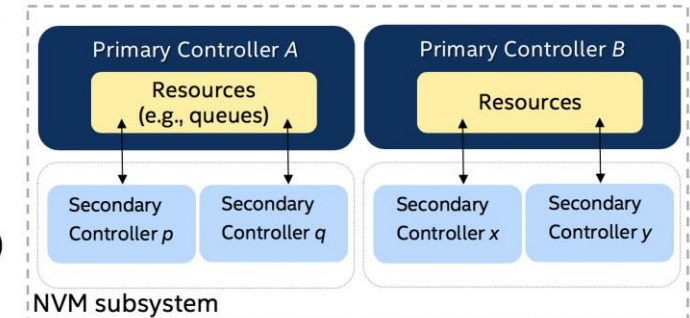 Primary Controller A
Resources
(e.g., queues)
Primary Controller B
Resources
Secondary
Controller p
Secondary
Controller q
Secondary
Controller x
Secondary
Controller y
)
NVM subsystem